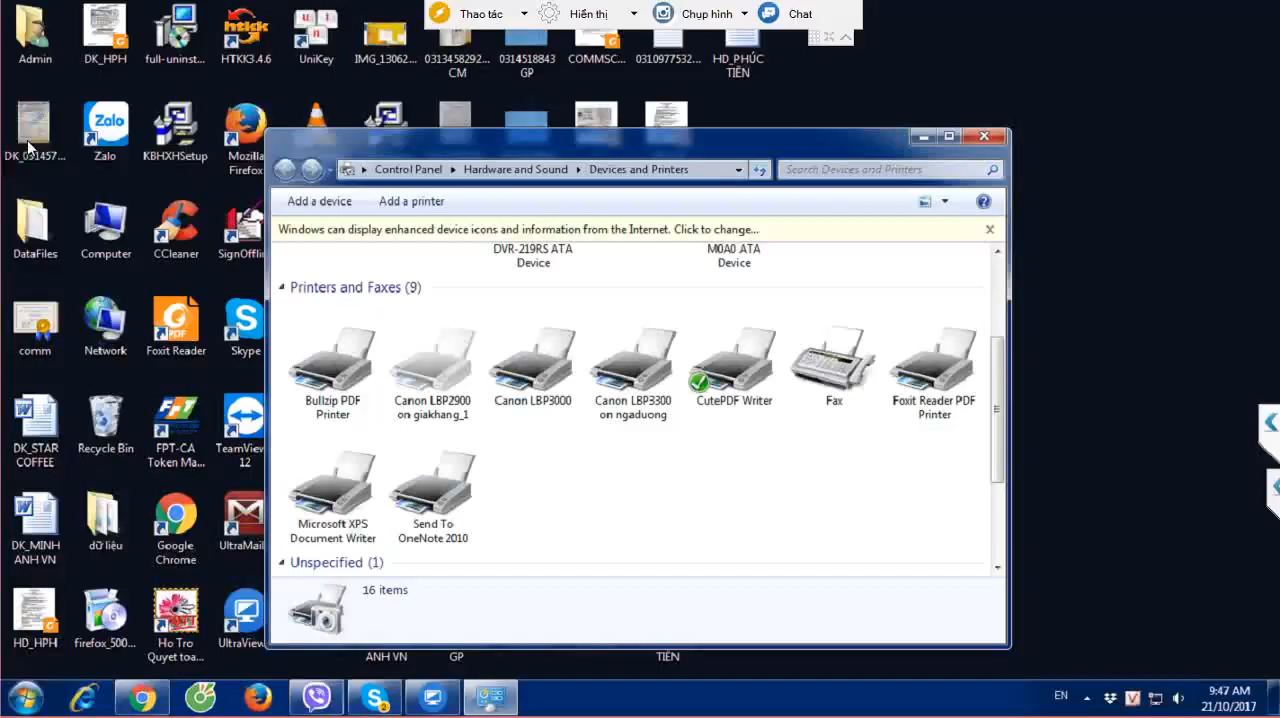 Thao tác
Hiển thị
Chụp hình
Chat
Admin
DK_HPH
full-uninst...
HTKK3.4.6
UniKey
IMG_13062...
0313458292...
CM
0314518843
GP
COMMSC...
0310977532...
HD_PHÚC
TIẾN
DK_031457...
Zalo
KBHXHSetup
Mozilla
Firefox
Control Panel
Hardware and Sound
Devices and Printers
Search Devices and Printers
Add a device
Add a printer
Windows can display enhanced device icons and information from the Internet. Click to change...
DVR-219RS ATA
Device
M0A0 ATA
Device
Printers and Faxes (9)
Bullzip PDF
Printer
Canon LBP2900
on giakhang_1
Canon LBP3000
Canon LBP3300
on ngaduong
CutePDF Writer
Fax
Foxit Reader PDF
Printer
Microsoft XPS
Document Writer
Send To
OneNote 2010
Unspecified (1)
16 items
DataFiles
Computer
CCleaner
SignOffli
comm
Network
Foxit Reader
Skype
DK_STAR
COFFEE
Recycle Bin
FPT-CA
Token Ma...
TeamView
12
DK_MINH
ANH VN
dữ liệu
Google
Chrome
UltraMail
HD_HPH
firefox_500...
Ho Tro
Quyet toa...
UltraView
ANH VN
GP
TIẾN
EN
9:47 AM
21/10/2017